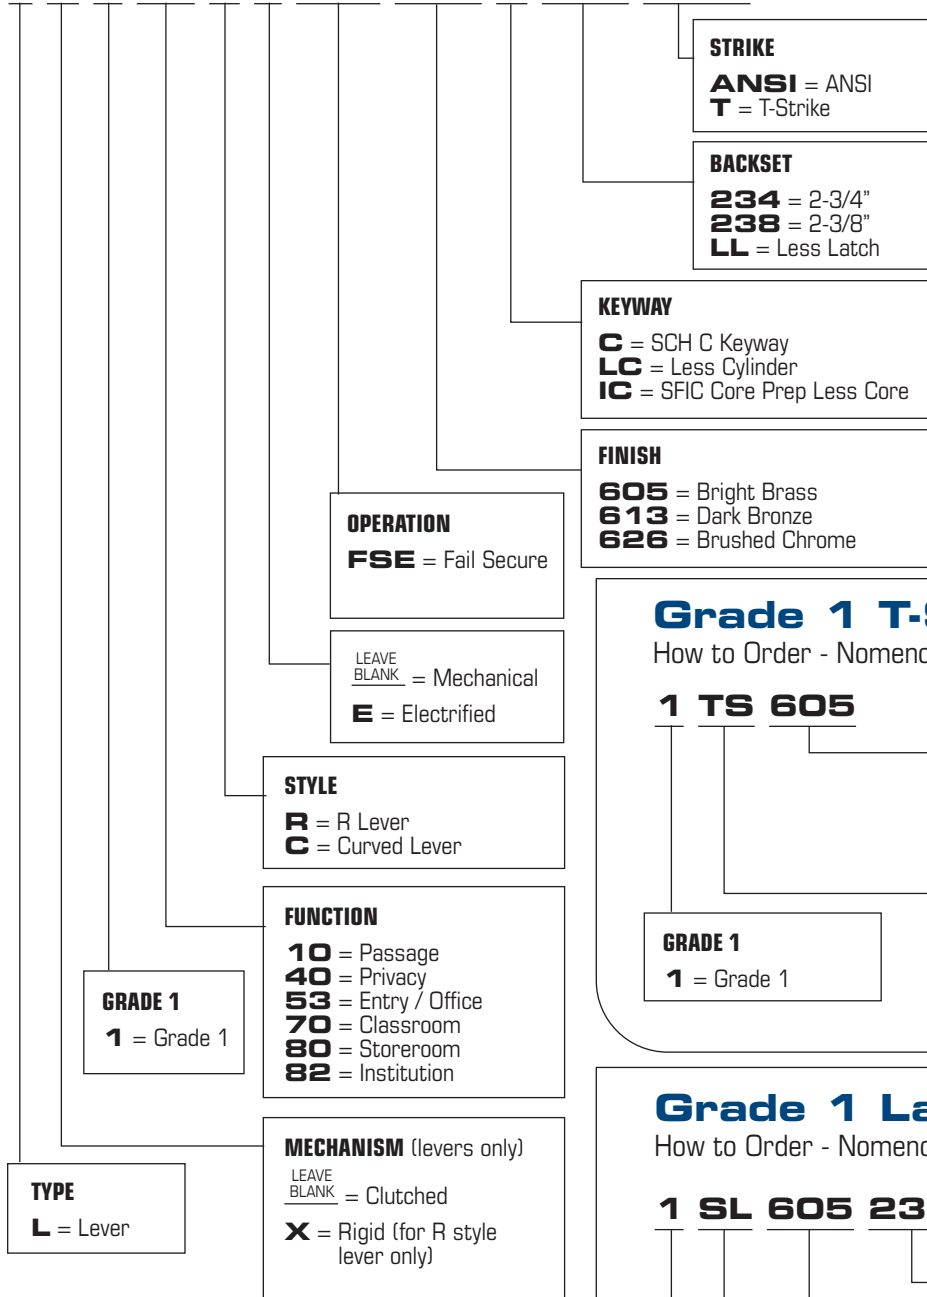 STRIKE
ANSI = ANSI
T = T-Strike
BACKSET
234 = 2-3/4”
238 = 2-3/8”
LL = Less Latch
KEYWAY
C = SCH C Keyway
LC = Less Cylinder
IC = SFIC Core Prep Less Core
FINISH
605 = Bright Brass
613 = Dark Bronze
626 = Brushed Chrome
OPERATION
FSE = Fail Secure
LEAVE
BLANK = Mechanical
E = Electrified
STYLE
R = R Lever
C = Curved Lever
FUNCTION
10 = Passage
40 = Privacy
53 = Entry / Office
70 = Classroom
80 = Storeroom
82 = Institution
GRADE 1
1 = Grade 1
MECHANISM (levers only)
LEAVE
BLANK = Clutched
X = Rigid (for R style
lever only)
TYPE
L = Lever
Grade 1 T-S
How to Order - Nomenc
1 TS 605
GRADE 1
1 = Grade 1
Grade 1 La
How to Order - Nomenc
1 SL 605 23